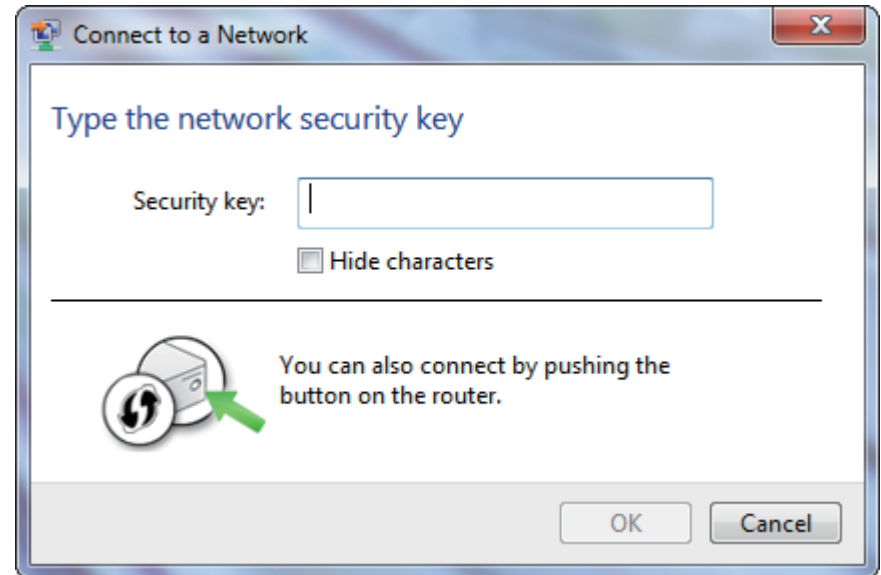 Connect to a Network
Type the network security key
Security key:
Hide characters
You can also connect by pushing the
button on the router.
OK
Cancel